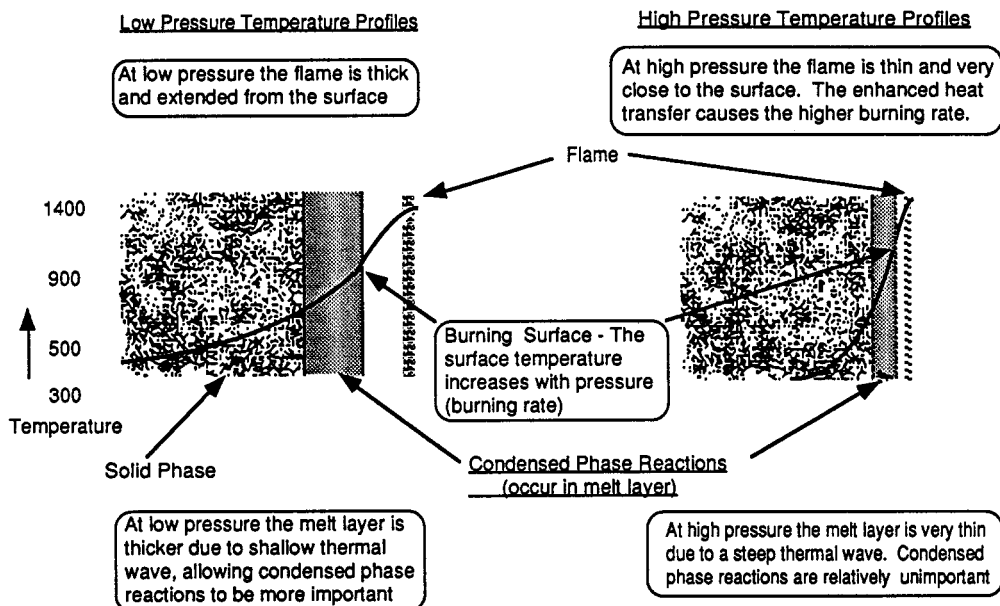 Low Pressure Temperature Profiles
High Pressure Temperature Profiles
At low pressure the flame is thick
and extended from the surface
At high pressure the flame is thin and very
close to the surface. The enhanced heat
transfer causes the higher burning rate.
Flame
1400
900
500
300
Temperature
Burning Surface - The
surface temperature
increases with pressure
(burning rate)
Solid Phase
Condensed Phase Reactions
(occur in melt layer)
At low pressure the melt layer is
thicker due to shallow thermal
wave, allowing condensed phase
reactions to be more important
At high pressure the melt layer is very thin
due to a steep thermal wave. Condensed
phase reactions are relatively unimportant